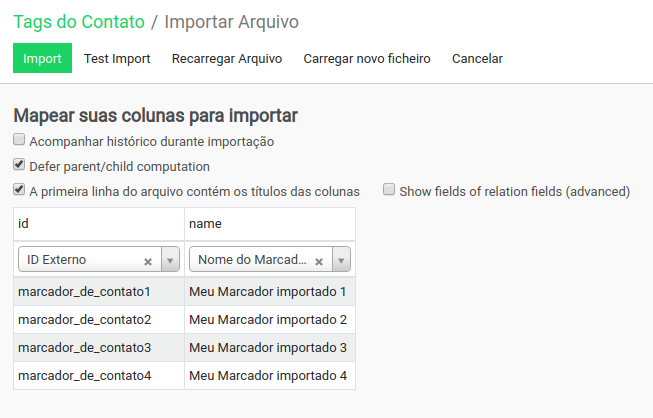 Tags do Contato / Importar Arquivo
Import Test Import Recarregar Arquivo Carregar novo ficheiro Cancelar
Mapear suas colunas para importar
Acompanhar histórico durante importação
Defer parent/child computation
A primeira linha do arquivo contém os títulos das colunas Show fields of relation fields (advanced)
id name
ID Externo Nome do Marcad...
marcador_de_contato1 Meu Marcador importado 1
marcador_de_contato2 Meu Marcador importado 2
marcador_de_contato3 Meu Marcador importado 3
marcador_de_contato4 Meu Marcador importado 4